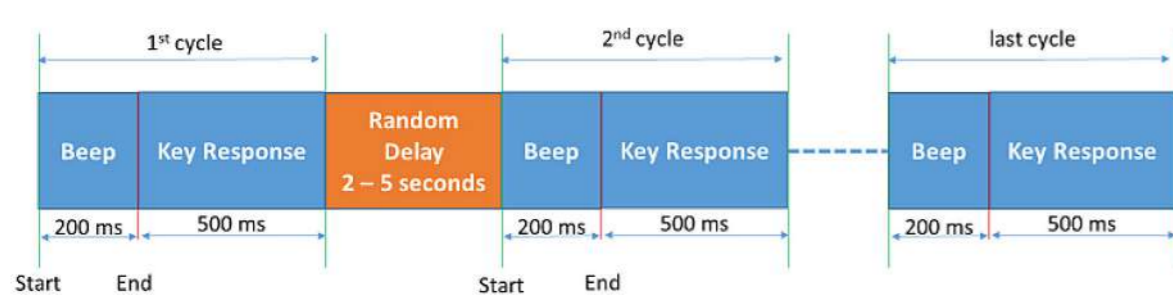 1st cycle
2nd cycle
last cycle
Beep
Key Response
Random
Delay
2 – 5 seconds
Beep
Key Response
Beep
Key Response
200 ms
500 ms
200 ms
500 ms
200 ms
500 ms
Start
End
Start
End